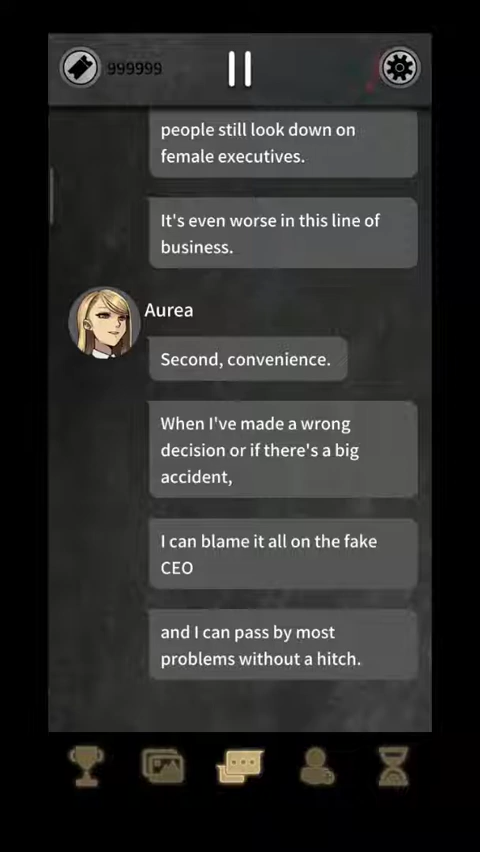 999999
people still look down on
female executives.
It's even worse in this line of
business.
Aurea
Second, convenience.
When I've made a wrong
decision or if there's a big
accident,
I can blame it all on the fake
CEO
and I can pass by most
problems without a hitch.